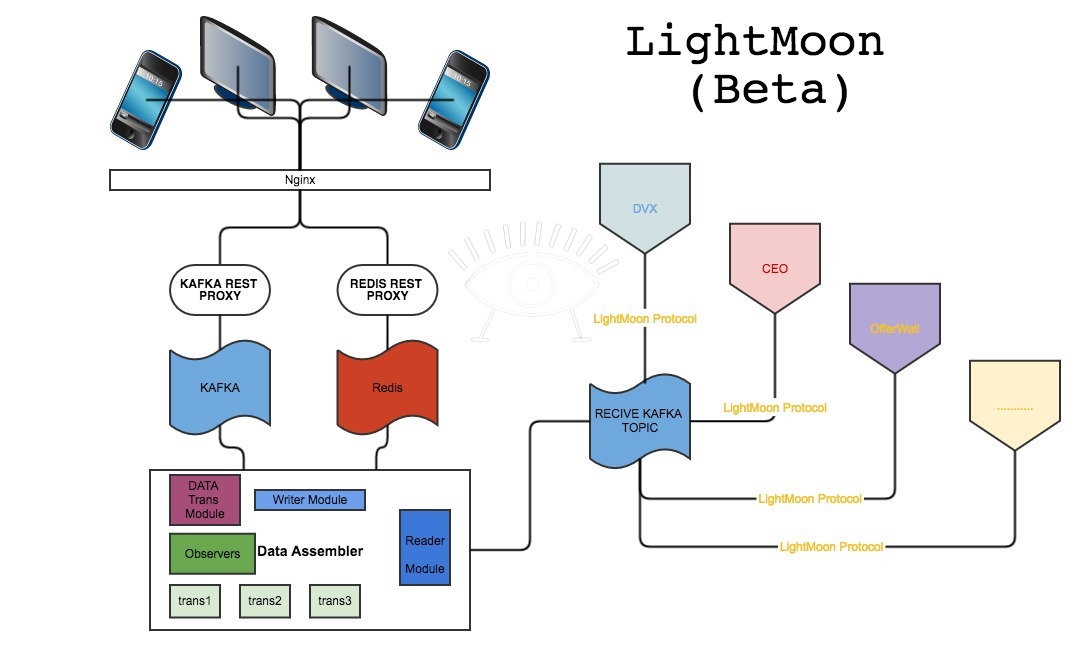 LightMoon
(Beta)
10:15
10:15
Nginx
DVX
CEO
KAFKA REST
PROXY
REDIS REST
PROXY
LightMoon Protocol
OfferWall
KAFKA
Redis
RECIVE KAFKA
TOPIC
LightMoon Protocol
...........
DATA
Trans
Module
Writer Module
LightMoon Protocol
Observers
Data Assembler
Reader
Module
LightMoon Protocol
trans1
trans2
trans3